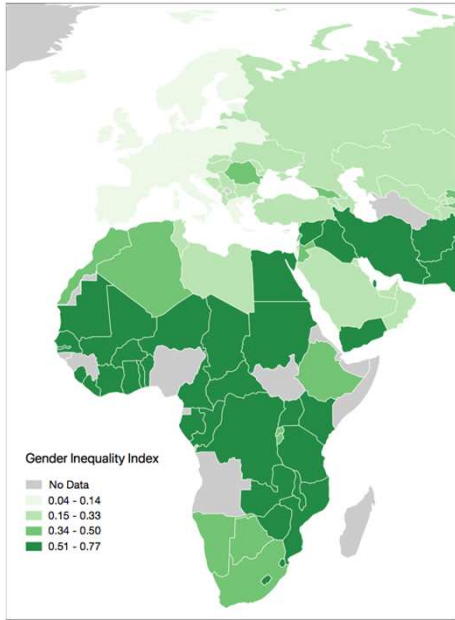 Gender Inequality Index
No Data
0.04 - 0.14
0.15 - 0.33
0.34 - 0.50
0.51 - 0.77